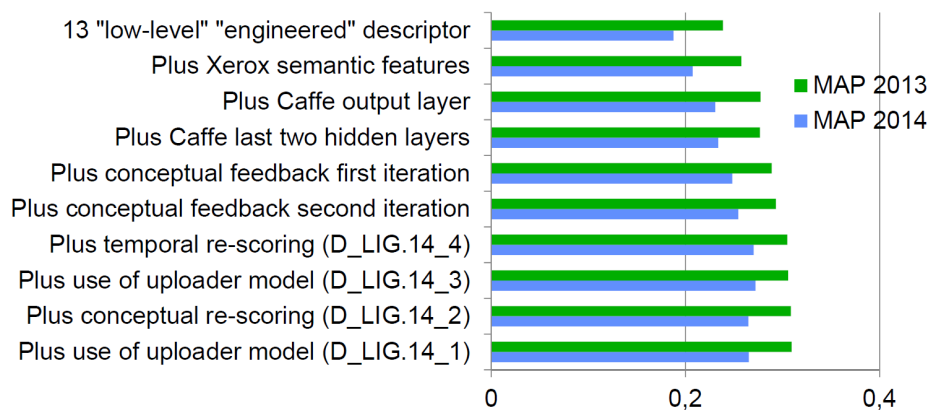 13 "low-level" "engineered" descriptor
Plus Xerox semantic features
Plus Caffe output layer
Plus Caffe last two hidden layers
Plus conceptual feedback first iteration
Plus conceptual feedback second iteration
Plus temporal re-scoring (D_LIG.14_4)
Plus use of uploader model (D_LIG.14_3)
Plus conceptual re-scoring (D_LIG.14_2)
Plus use of uploader model (D_LIG.14_1)
MAP 2013
MAP 2014
0 0,2 0,4